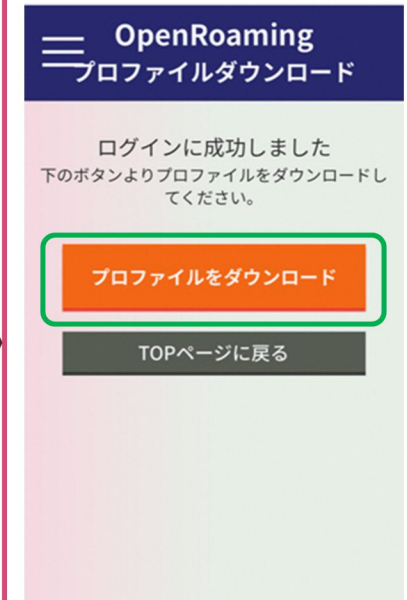 OpenRoaming
プロファイルダウンロード
ログインに成功しました
下のボタンよりプロファイルをダウンロードし
てください。
プロファイルをダウンロード
TOPページに戻る